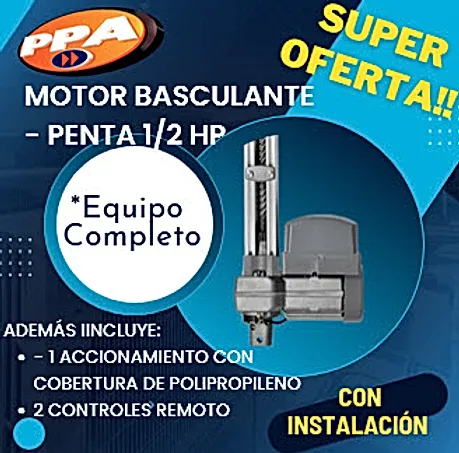 PPA
SUPER
OFERTA!!
MOTOR BASCULANTE
- PENTA 1/2 HP
*Equipo
Completo
ADEMÁS IINCLUYE:
• - 1 ACCIONAMIENTO CON
COBERTURA DE POLIPROPILENO
• 2 CONTROLES REMOTO
CON
INSTALACIÓN